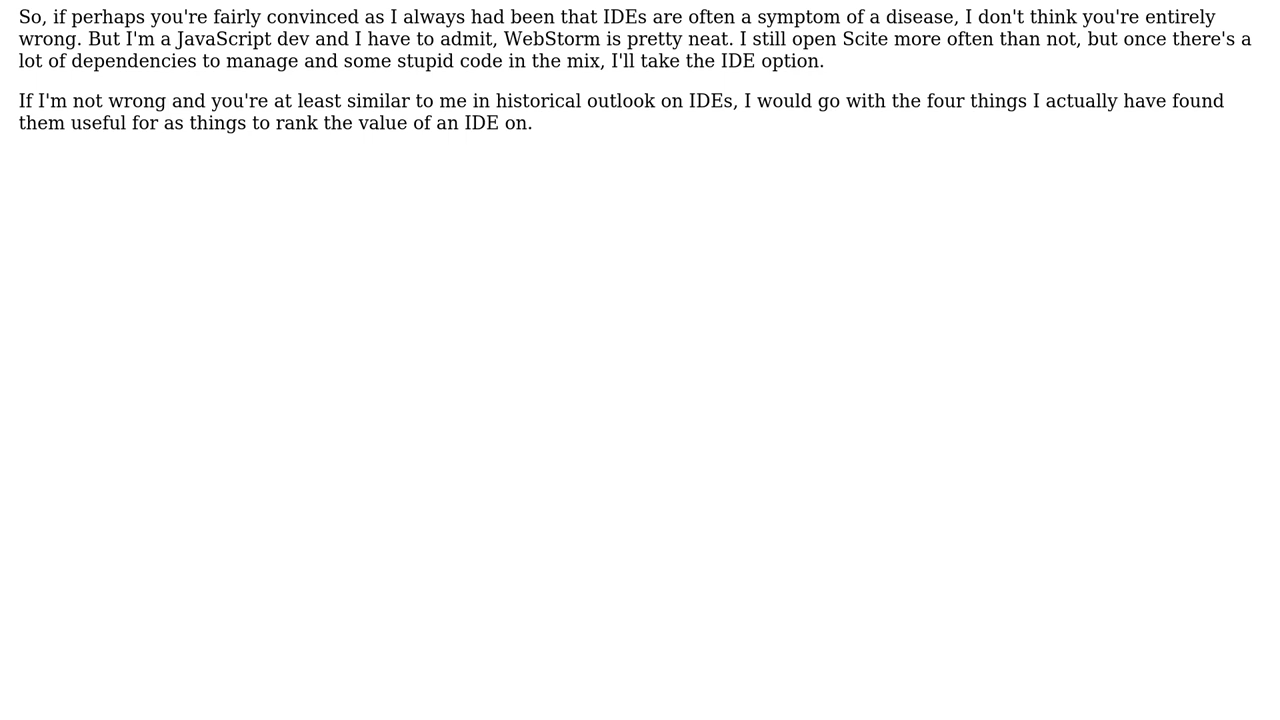 So, if perhaps you're fairly convinced as I always had been that IDEs are often a symptom of a disease, I don't think you're entirely
wrong. But I'm a JavaScript dev and I have to admit, WebStorm is pretty neat. I still open Scite more often than not, but once there's a
lot of dependencies to manage and some stupid code in the mix, I'll take the IDE option.
If I'm not wrong and you're at least similar to me in historical outlook on IDEs, I would go with the four things I actually have found
them useful for as things to rank the value of an IDE on.